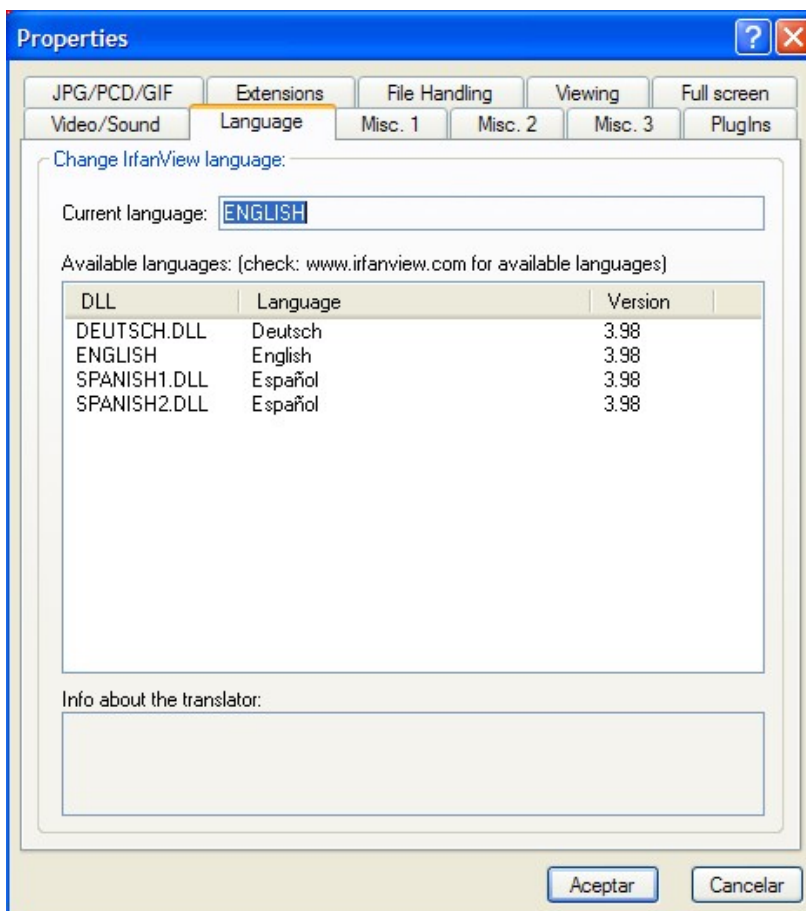 Properties
JPG/PCD/GIF Extensions File Handling Viewing Full screen
Video/Sound Language Misc. 1 Misc. 2 Misc. 3 PlugIns
Change IrfanView language:
Current language: ENGLISH
Available languages: (check: www.irfanview.com for available languages)
DLL Language Version
DEUTSCH.DLL Deutsch 3.98
ENGLISH English 3.98
SPANISH1.DLL Español 3.98
SPANISH2.DLL Español 3.98
Info about the translator:
Aceptar Cancelar